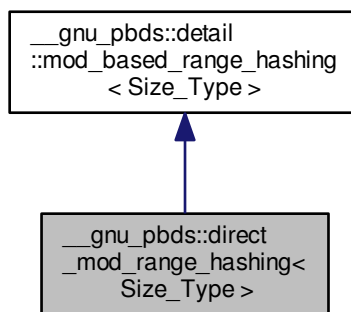 __gnu_pbds::detail
::mod_based_range_hashing
< Size_Type >
__gnu_pbds::direct
_mod_range_hashing<
Size_Type >